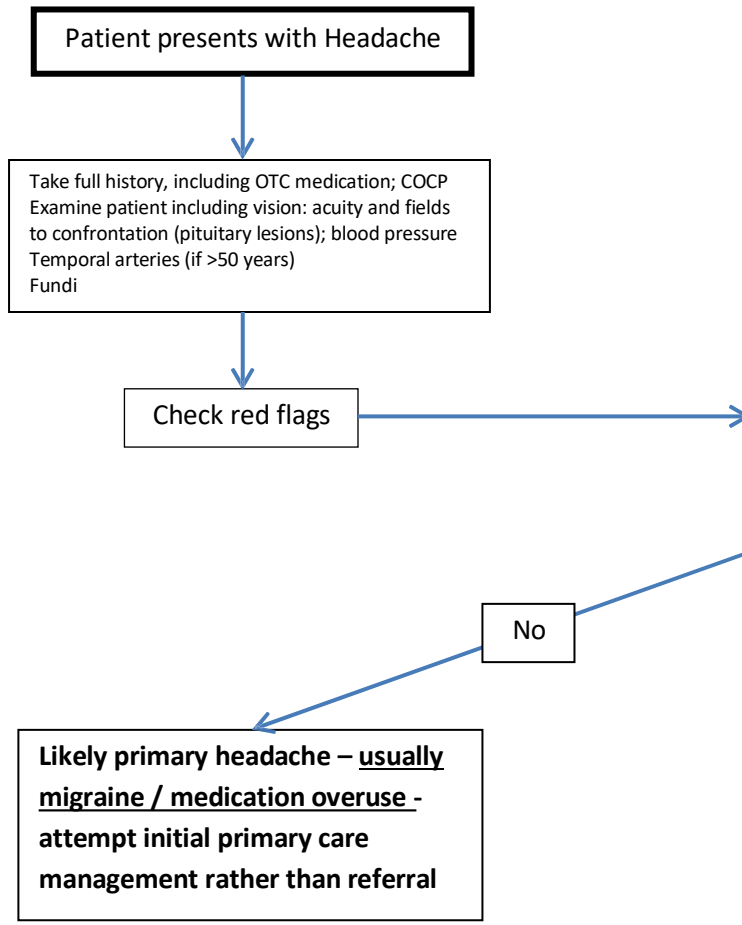 Patient presents with Headache
Take full history, including OTC medication; COCP
Examine patient including vision: acuity and fields
to confrontation (pituitary lesions); blood pressure
Temporal arteries (if >50 years)
Fundi
Check red flags
No
Likely primary headache – usually
migraine / medication overuse -
attempt initial primary care
management rather than referral